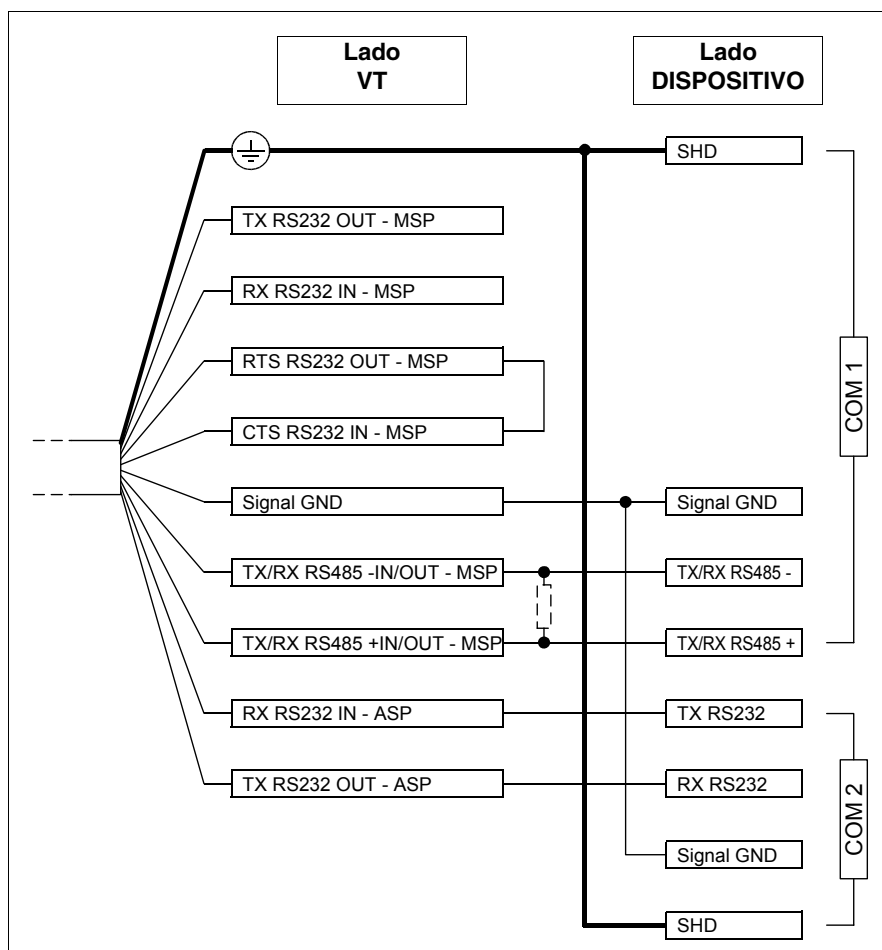 Lado
VT
Lado
DISPOSITIVO
SHD
TX RS232 OUT - MSP
RX RS232 IN - MSP
RTS RS232 OUT - MSP
CTS RS232 IN - MSP
COM 1
Signal GND
Signal GND
TX/RX RS485 -IN/OUT - MSP
TX/RX RS485 -
TX/RX RS485 +IN/OUT - MSP
TX/RX RS485 +
RX RS232 IN - ASP
TX RS232
TX RS232 OUT - ASP
RX RS232
COM 2
Signal GND
SHD